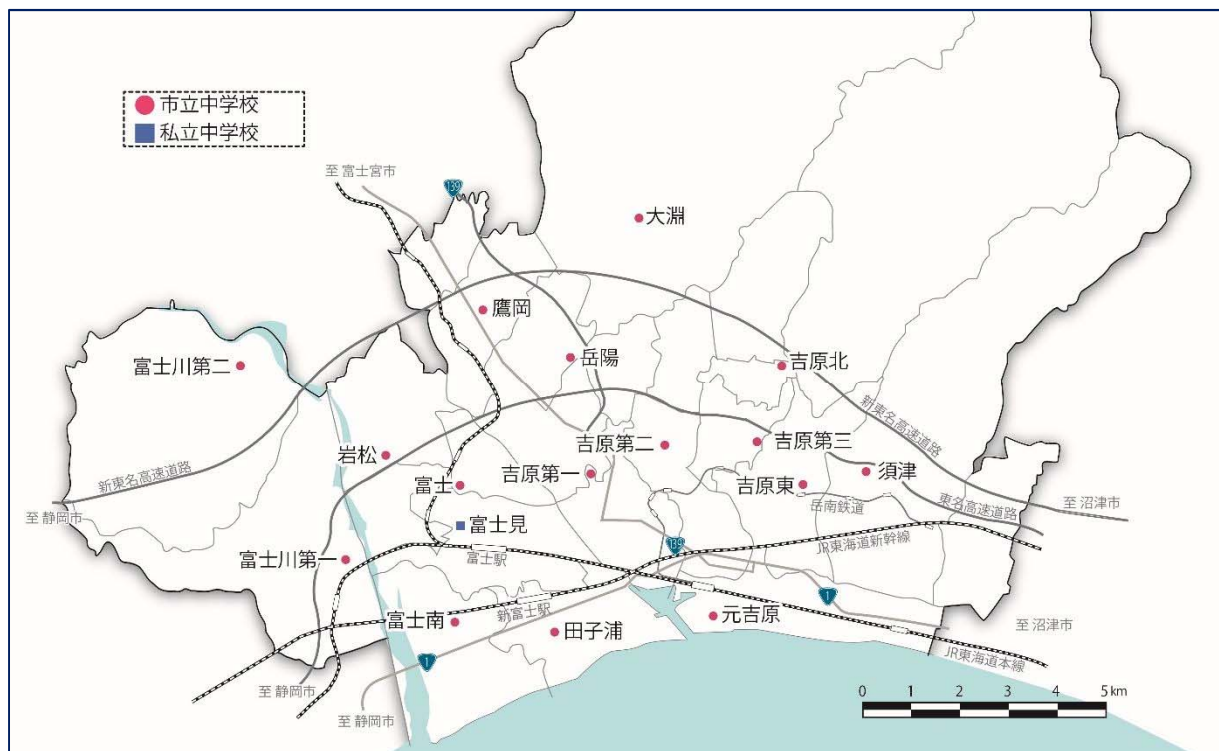 市立中学校
私立中学校
至 富士宮市
139
大淵
鷹岡
岳陽
吉原北
富士川第二
新東名高速道路
吉原第二
吉原第三
岩松
吉原第一
須津
新東名高速道路
富士
吉原東
岳南鉄道
東名高速道路
至 沼津市
至 静岡市
富士見
139
JR東海道新幹線
富士川第一
富士駅
1
新富士駅
富士南
田子浦
元吉原
至 沼津市
JR東海道本線
1
至 静岡市
至 静岡市
0 1 2 3 4 5km